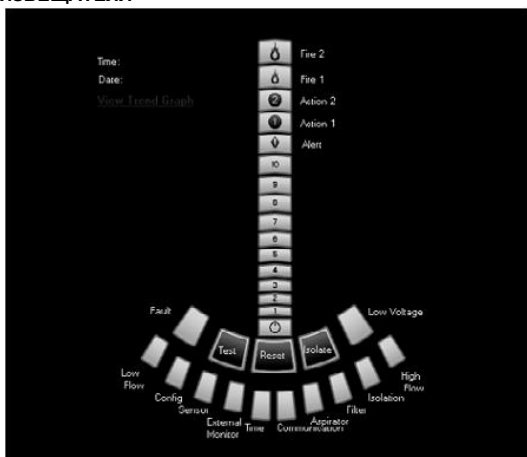 Time:
Date:
View Trend Graph
Fire 2
Fire 1
2 Action 2
1 Action 1
Alert
10
9
8
7
6
5
4
3
2
1
Fault
Low Voltage
Test
Reset
Isolate
Low Flow
Config
Sensor
External Monitor
Time
Communication
Aspirator
Filter
Isolation
High Flow